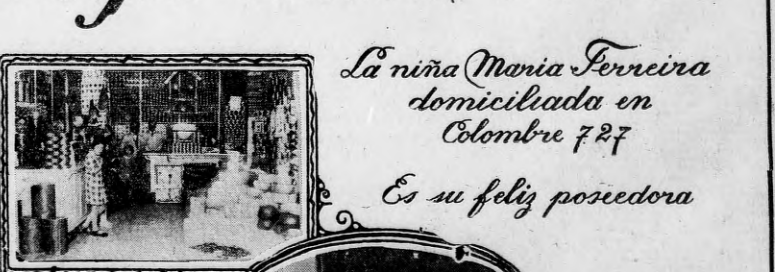 La niña Maria Ferreira
domiciliada en
Colombre 727
Es su feliz poseedora